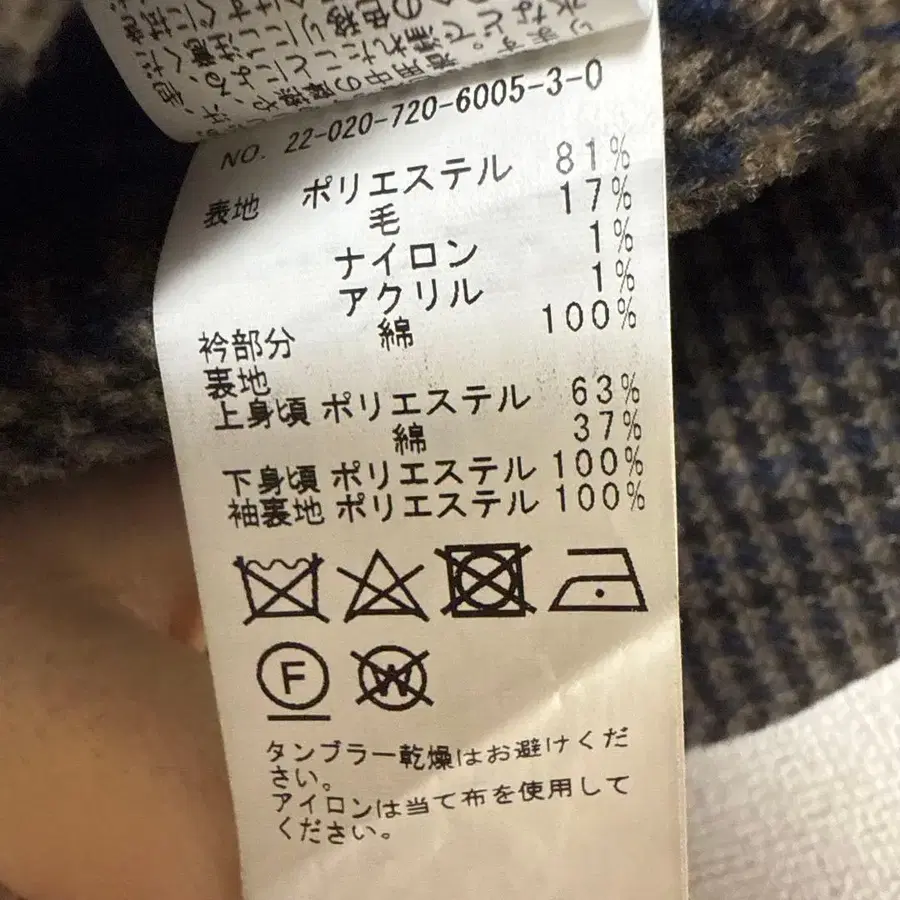 NO. 22-020-720-6005-3-0
表地 ポリエステル 81%
毛 17%
ナイロン 1%
アクリル 1%
衿部分 綿 100%
裏地
上身頃 ポリエステル 63%
綿 37%
下身頃 ポリエステル 100%
袖裏地 ポリエステル 100%
F W
タンブラー乾燥はお避けくだ
さい。
アイロンは当て布を使用して
ください。